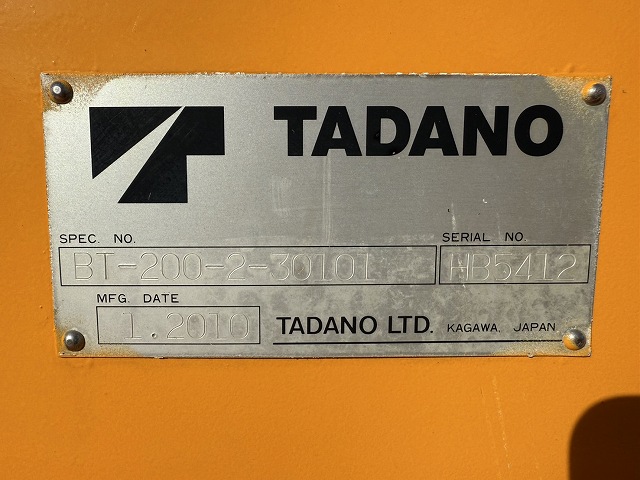 TADANO
SPEC. NO.
BT-200-2-30101
SERIAL NO.
HB5412
MFG. DATE
1.2010
TADANO LTD. KAGAWA, JAPAN